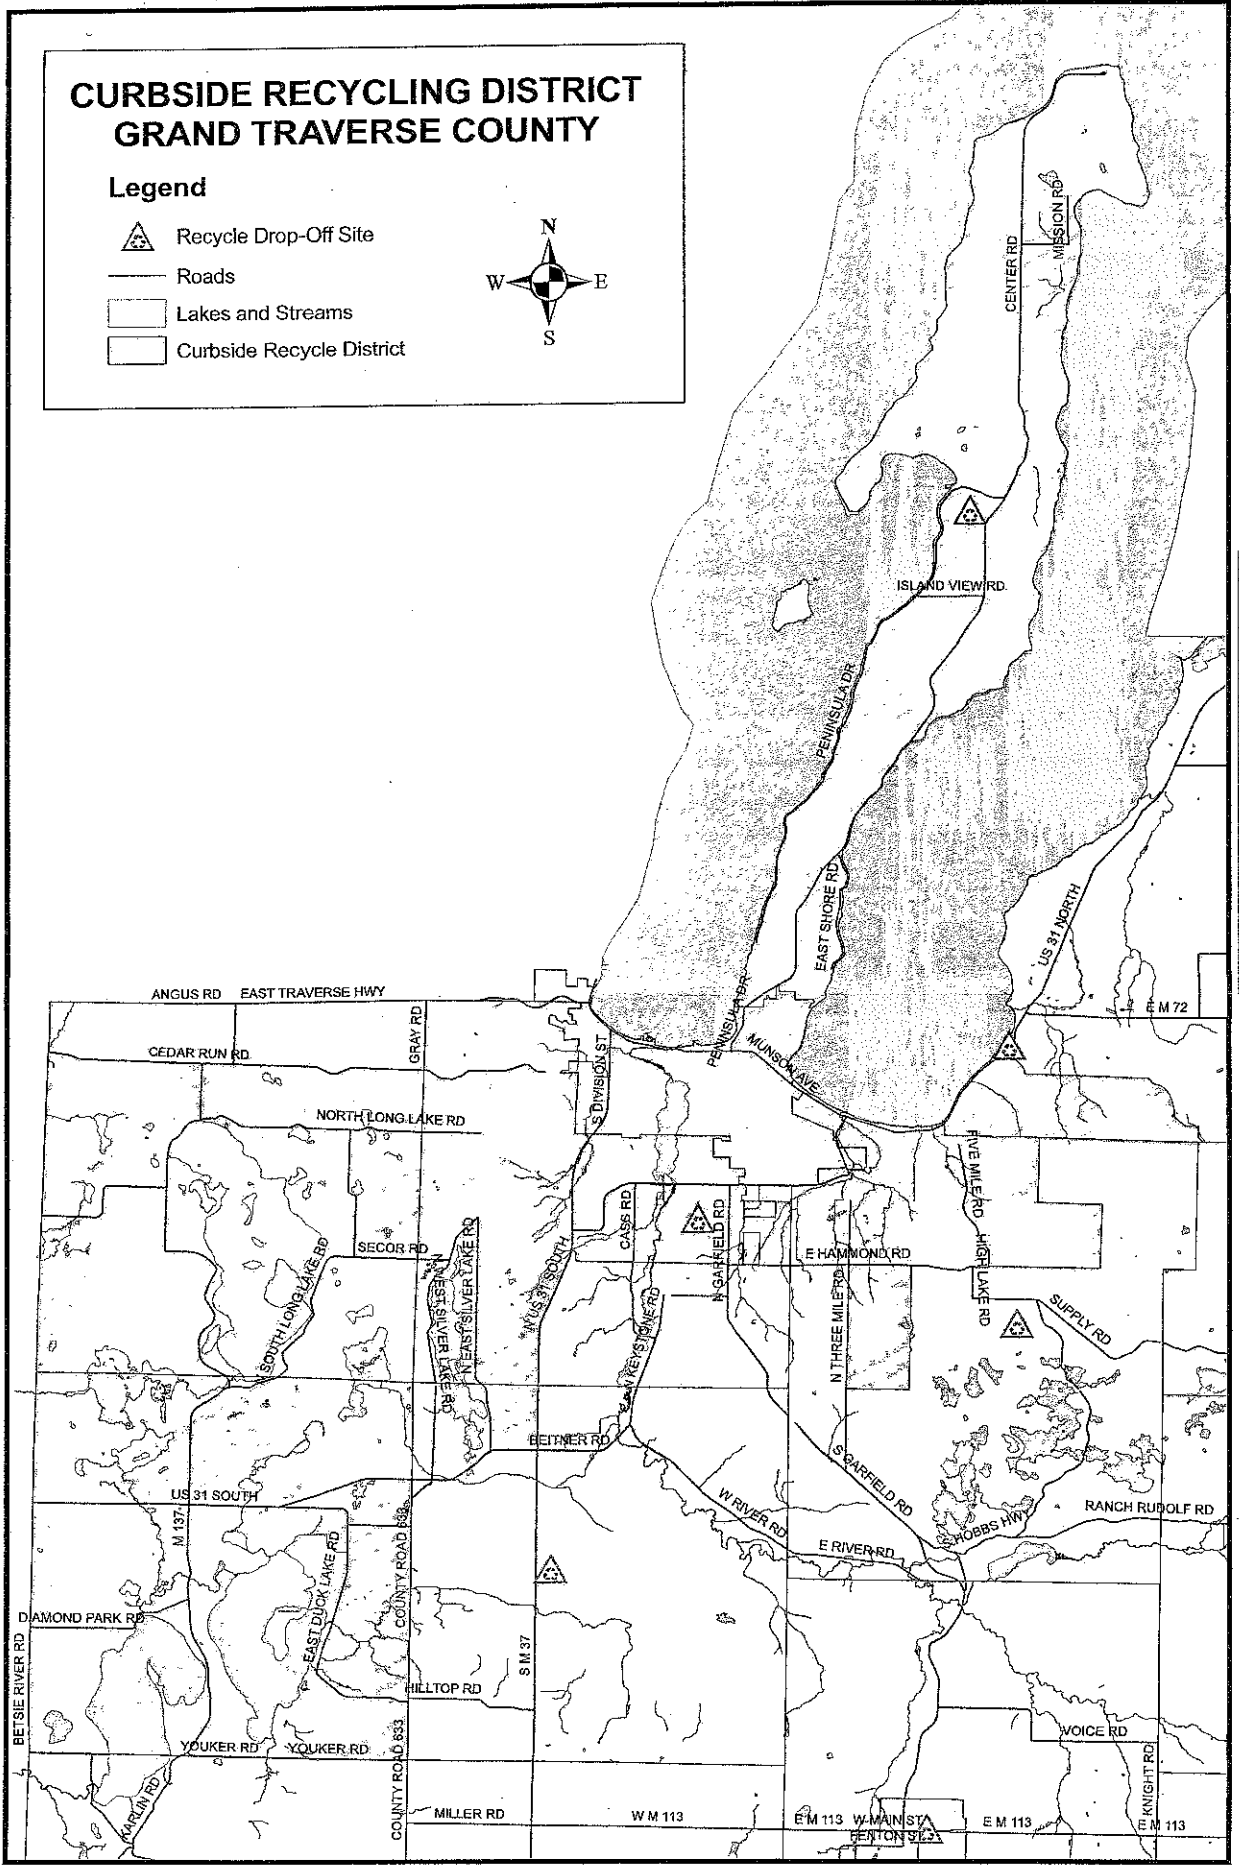 CURBSIDE RECYCLING DISTRICT
GRAND TRAVERSE COUNTY
Legend
Recycle Drop-Off Site
Roads
Lakes and Streams
Curbside Recycle District
N
W
E
S
MISSION RD
CENTER RD
ISLAND VIEW RD.
PENINSULA DR
EAST SHORE RD
US 31 NORTH
ANGUS RD
EAST TRAVERSE HWY
E M 72
GRAY RD
CEDAR RUN RD
S DIVISION ST
PENINSULA DR
MUNSON AVE
NORTH LONG LAKE RD
FIVE MILE RD
CASS RD
N GARFIELD RD
SECOR RD
E HAMMOND RD
SOUTH LONG LAKE RD
N WEST SILVER LAKE RD
N EAST SILVER LAKE RD
N US 31 SOUTH
KEYSTONE RD
N THREE MILE RD
HIGH LAKE RD
SUPPLY RD
BEITNER RD
US 31 SOUTH
M 137
S GARFIELD RD
W RIVER RD
E RIVER RD
S HOBBS HWY
RANCH RUDOLF RD
EAST DUCK LAKE RD
COUNTY ROAD 633
DIAMOND PARK RD
BETSIE RIVER RD
S M 37
HILLTOP RD
YOUKER RD
YOUKER RD
VOICE RD
KNIGHT RD
KARLIN RD
COUNTY ROAD 633
MILLER RD
W M 113
E M 113
W MAIN ST
FENTON ST
E M 113
E M 113